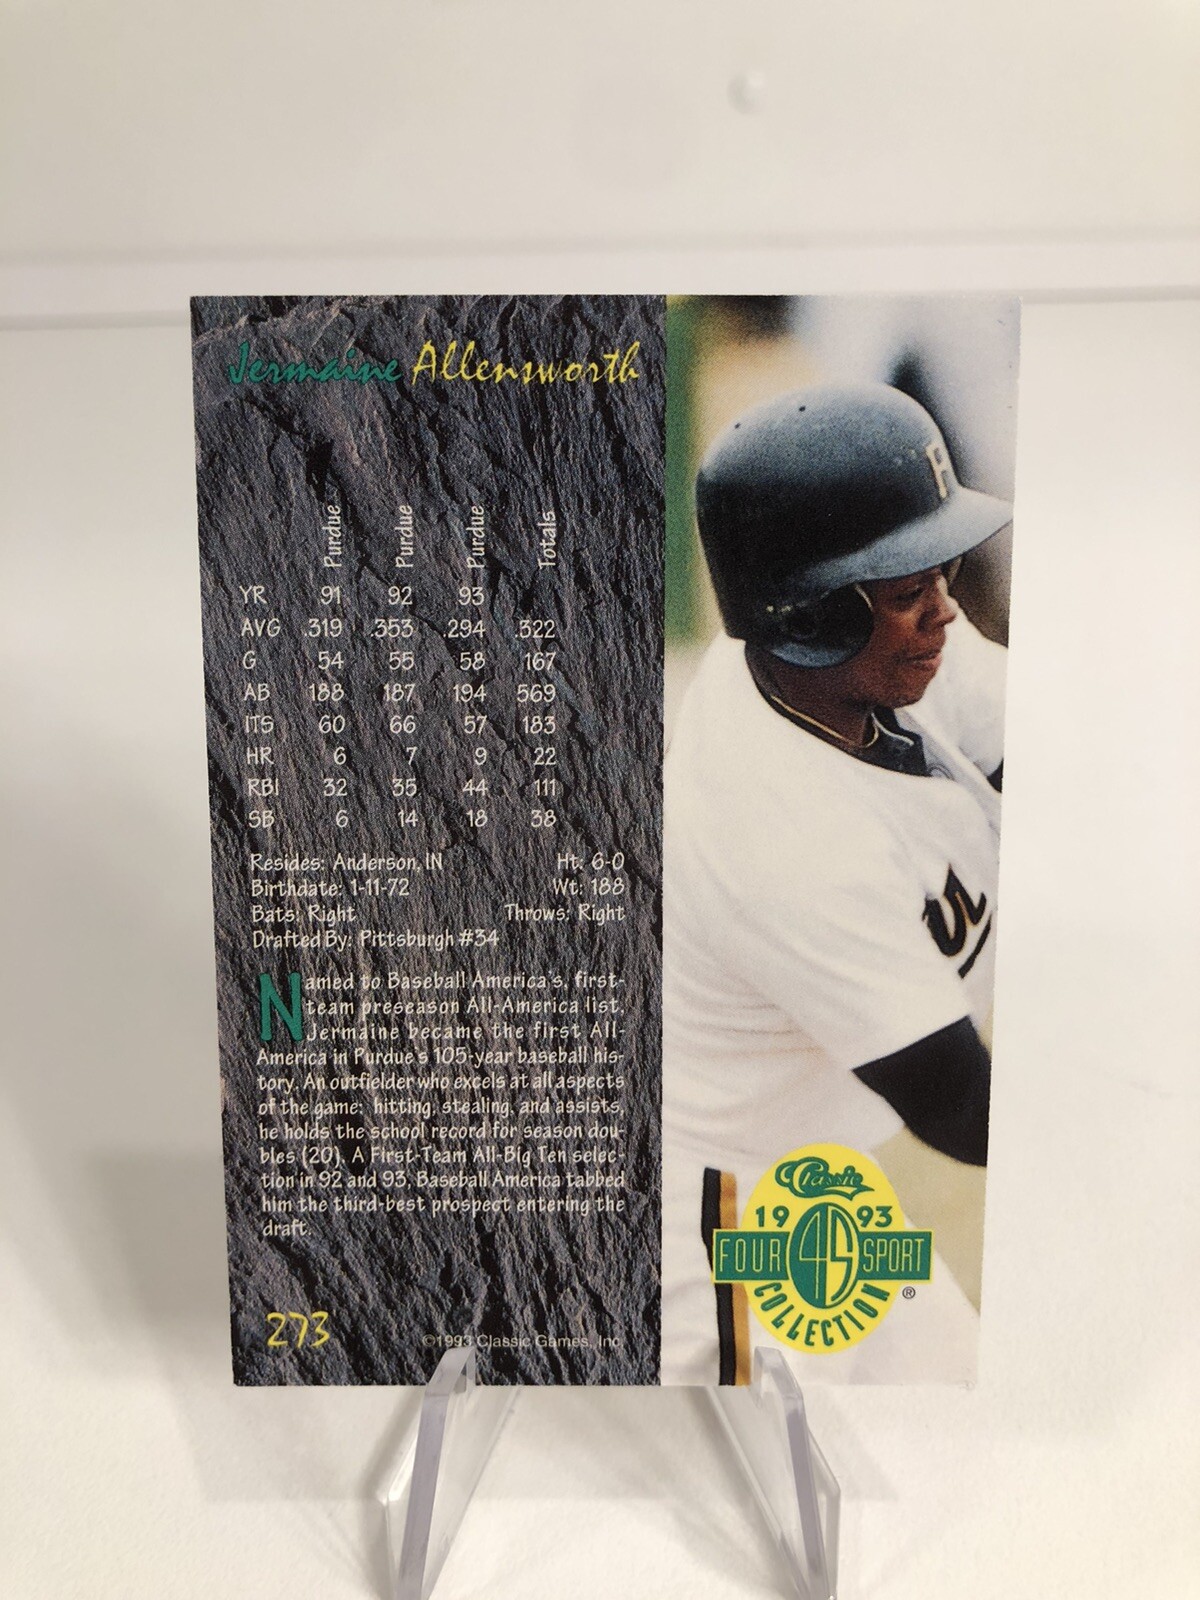 Jermaine Allensworth
Purdue Purdue Purdue Totals
YR 91 92 93
AVG .319 .353 .294 .322
G 54 55 58 167
AB 188 187 194 569
ITS 60 66 57 183
HR 6 7 9 22
RBI 32 35 44 111
SB 6 14 18 38
Resides: Anderson, IN Ht: 6-0
Birthdate: 1-11-72 Wt: 188
Bats: Right Throws: Right
Drafted By: Pittsburgh #34
Named to Baseball America's, first-
team preseason All-America list,
Jermaine became the first All-
America in Purdue's 105-year baseball his-
tory. An outfielder who excels at all aspects
of the game: hitting, stealing, and assists,
he holds the school record for season dou-
bles (20). A First-Team All-Big Ten selec-
tion in 92 and 93, Baseball America tabbed
him the third-best prospect entering the
draft.
273 ©1993 Classic Games, Inc.
P
Classic
1993
FOUR 4S SPORT
COLLECTION ®